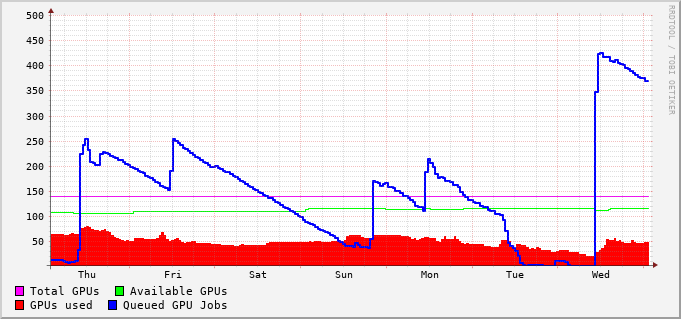 500
450
400
350
300
250
200
150
100
50
Thu Fri Sat Sun Mon Tue Wed
Total GPUs Available GPUs
GPUs used Queued GPU Jobs
RRDTOOL / TOBI OETIKER